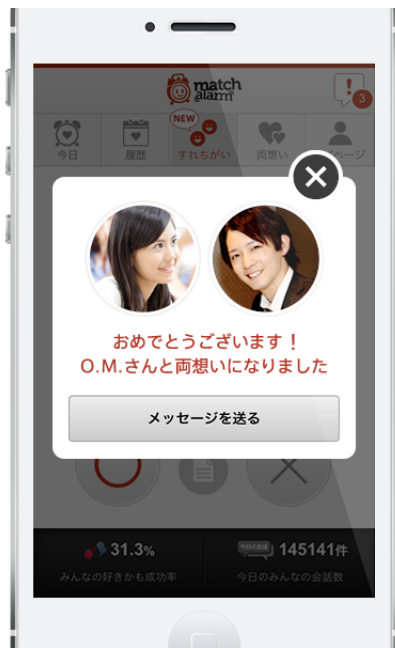 match
alarm
!
3
NEW
今日
履歴
すれちがい
両想い
ページ
おめでとうございます！
O.M.さんと両想いになりました
メッセージを送る
31.3%
みんなの好きかも成功率
145141件
今日のみんなの会話数